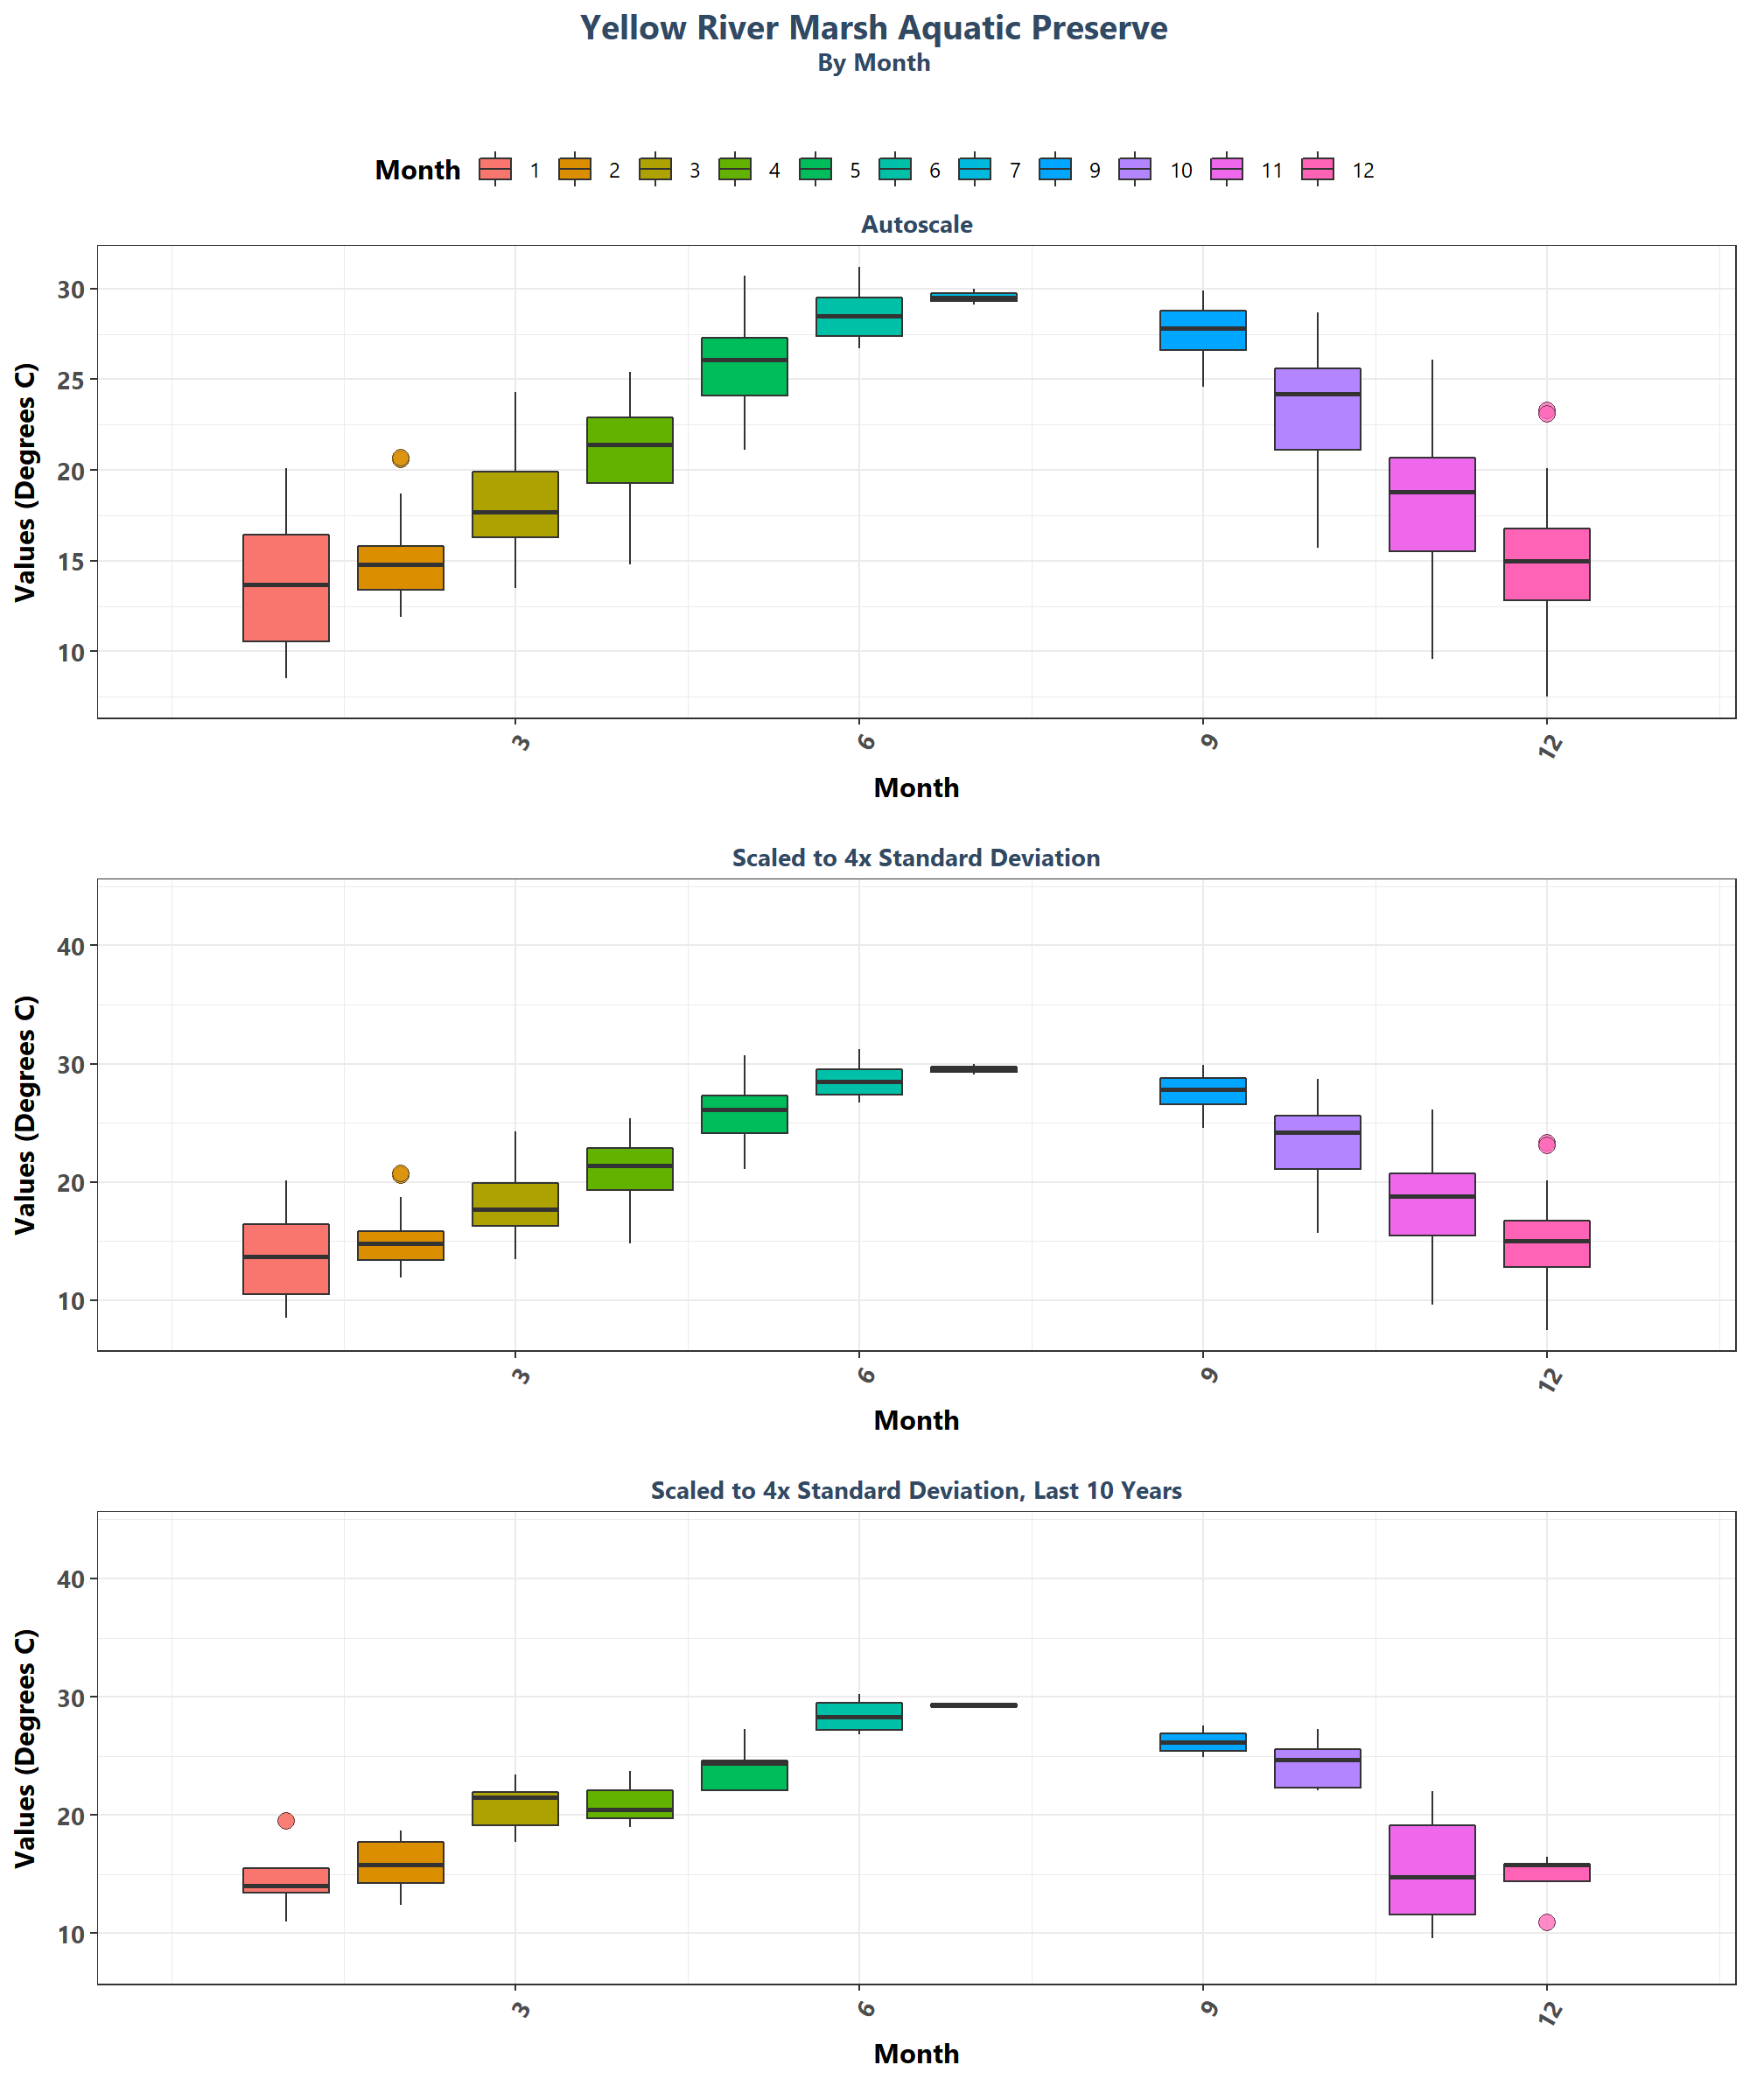 Yellow River Marsh Aquatic Preserve
By Month
Month 1 2 3 4 5 6 7 9 10 11 12
Autoscale
Values (Degrees C)
30
25
20
15
10
3 6 9 12
Month
Scaled to 4x Standard Deviation
Values (Degrees C)
40
30
20
10
3 6 9 12
Month
Scaled to 4x Standard Deviation, Last 10 Years
Values (Degrees C)
40
30
20
10
3 6 9 12
Month